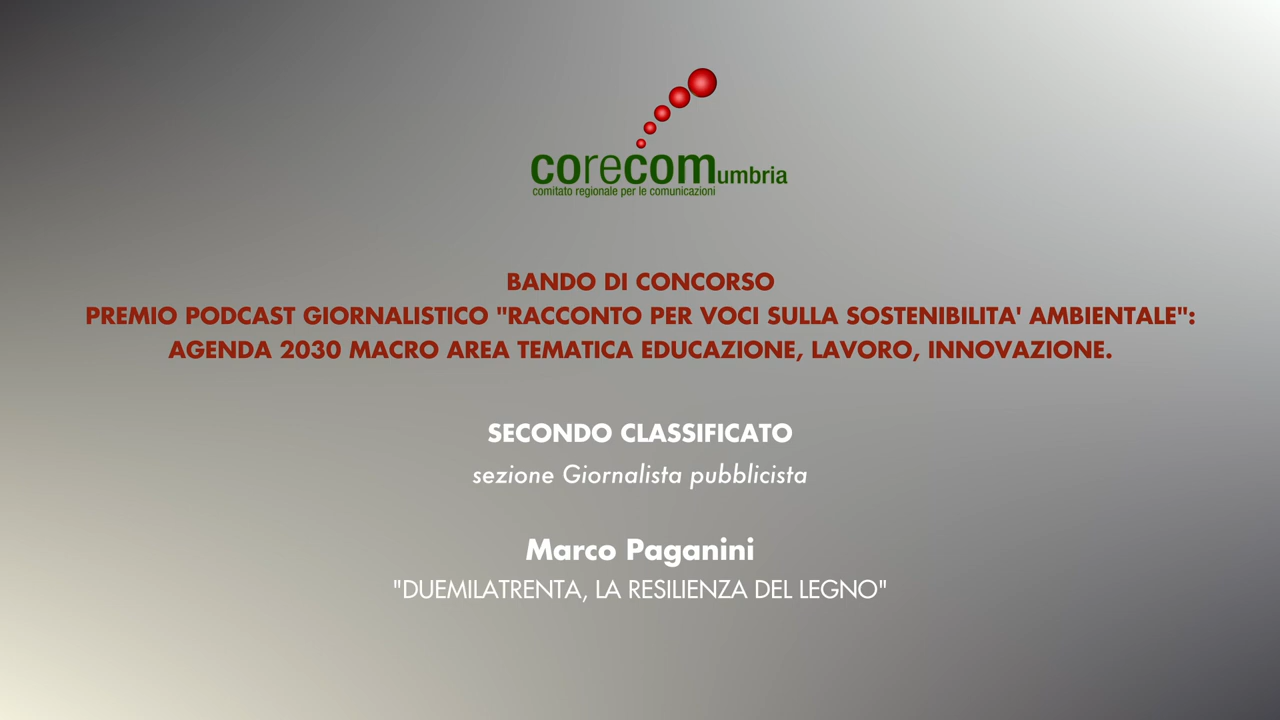 corecomumbria
comitato regionale per le comunicazioni
BANDO DI CONCORSO
PREMIO PODCAST GIORNALISTICO "RACCONTO PER VOCI SULLA SOSTENIBILITA' AMBIENTALE":
AGENDA 2030 MACRO AREA TEMATICA EDUCAZIONE, LAVORO, INNOVAZIONE.
SECONDO CLASSIFICATO
sezione Giornalista pubblicista
Marco Paganini
"DUEMILATRENTA, LA RESILIENZA DEL LEGNO"